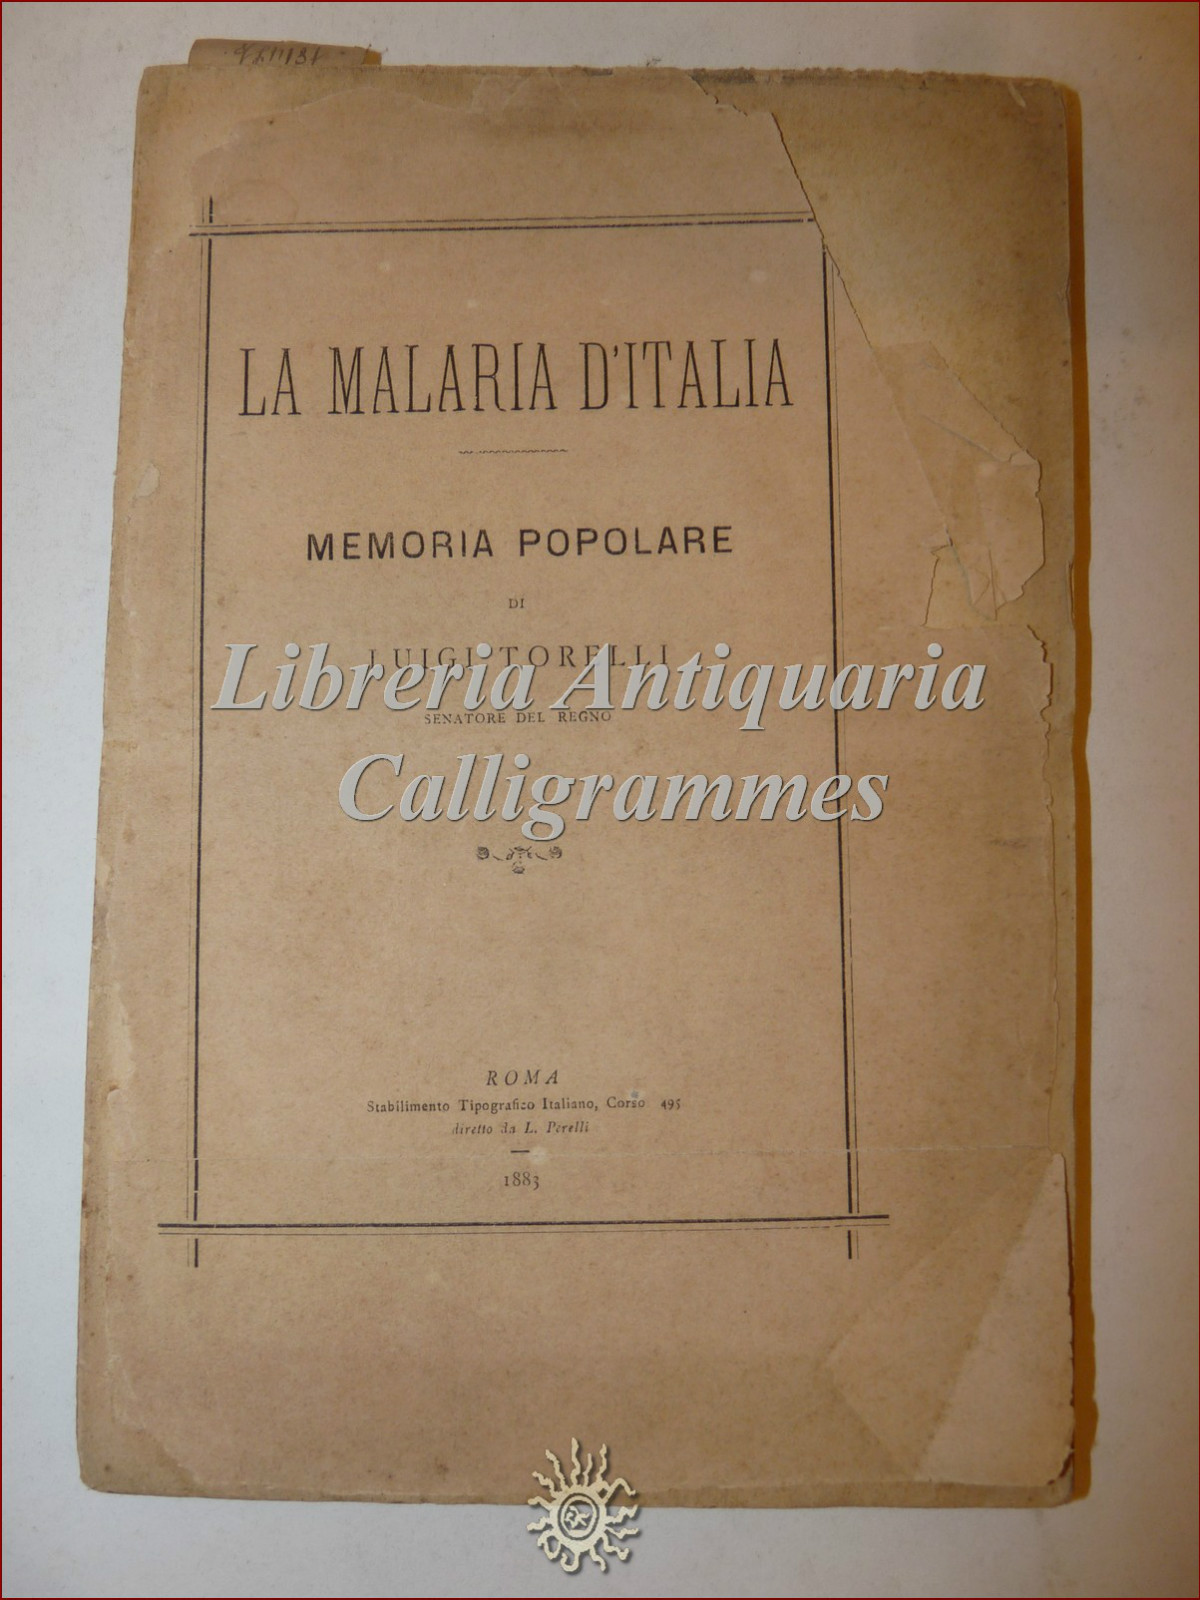 LA MALARIA D'ITALIA
MEMORIA POPOLARE
DI
LUIGI TORELLI
Libreria Antiquaria
SENATORE DEL REGNO
Calligrammes
ROMA
Stabilimento Tipografico Italiano, Corso 495
diretto da L. Perelli
1883